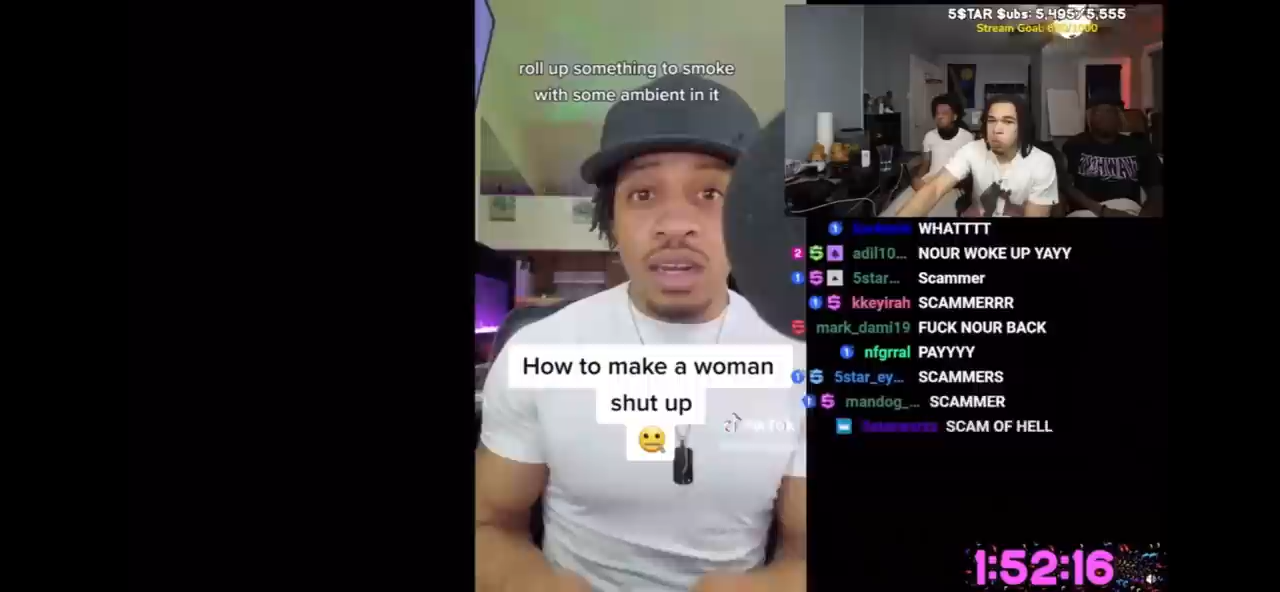 5$TAR $ubs: 5,495/5,555
Stream Goal:
roll up something to smoke
with some ambient in it
How to make a woman
shut up
🤐
TikTok
WHATTTT
adil10... NOUR WOKE UP YAYY
5star... Scammer
kkeyirah SCAMMERRR
mark_dami19 FUCK NOUR BACK
nfgrral PAYYYY
5star_ey... SCAMMERS
mandog_... SCAMMER
SCAM OF HELL
1:52:16